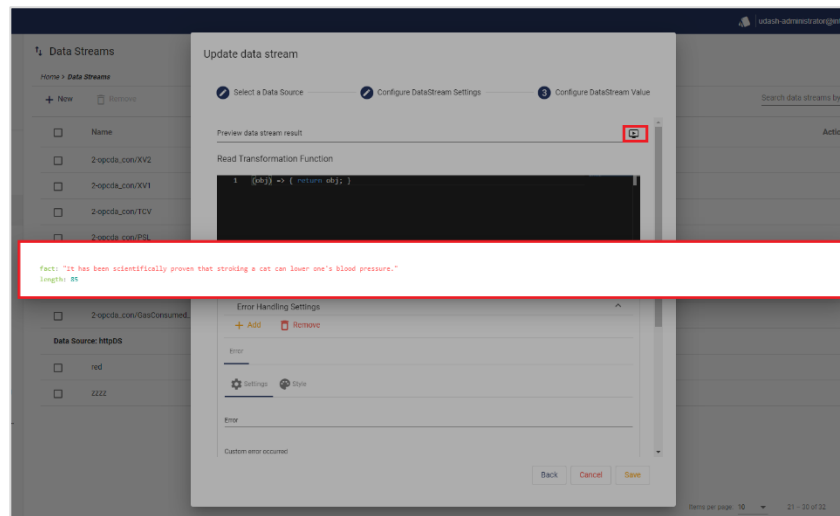 udash-administrator@int
Data Streams
Home > Data Streams
+ New
Remove
Search data streams by
Name
Actio
2-opcda_con/XV2
2-opcda_con/XV1
2-opcda_con/TCV
2-opcda_con/PSL
2-opcda_con/GasConsumed_
Data Source: httpDS
red
zzzz
Update data stream
Select a Data Source
Configure DataStream Settings
3 Configure DataStream Value
Preview data stream result
Read Transformation Function
1 (obj) => { return obj; }
fact: "It has been scientifically proven that stroking a cat can lower one's blood pressure."
length: 85
Error Handling Settings
+ Add
Remove
Error
Settings
Style
Error
Custom error occurred
Back
Cancel
Save
Items per page: 10
21 – 30 of 32